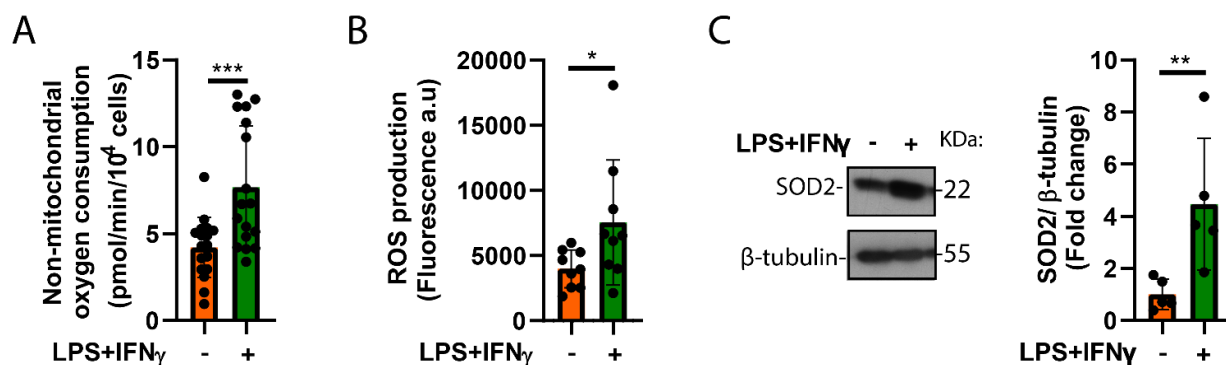 A
Non-mitochondrial
oxygen consumption
(pmol/min/10⁴ cells)
15
10
5
0
***
LPS+IFNγ - +
B
ROS production
(Fluorescence a.u)
20000
15000
10000
5000
0
*
LPS+IFNγ - +
C
LPS+IFNγ - + KDa:
SOD2- -22
β-tubulin- -55
SOD2/ β-tubulin
(Fold change)
10
8
6
4
2
0
**
LPS+IFNγ - +